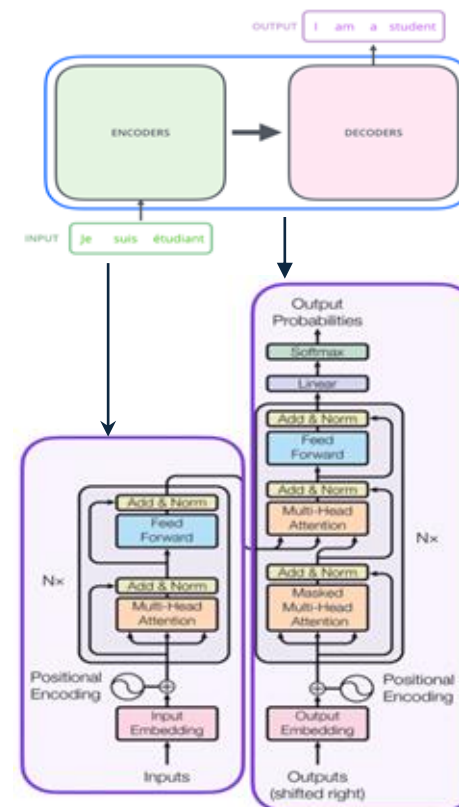 OUTPUT I am a student
ENCODERS
DECODERS
INPUT Je suis étudiant
Output
Probabilities
Softmax
Linear
Add & Norm
Feed
Forward
Add & Norm
Multi-Head
Attention
Add & Norm
Masked
Multi-Head
Attention
N×
Positional
Encoding
Output
Embedding
Outputs
(shifted right)
Add & Norm
Feed
Forward
Add & Norm
Multi-Head
Attention
N×
Positional
Encoding
Input
Embedding
Inputs